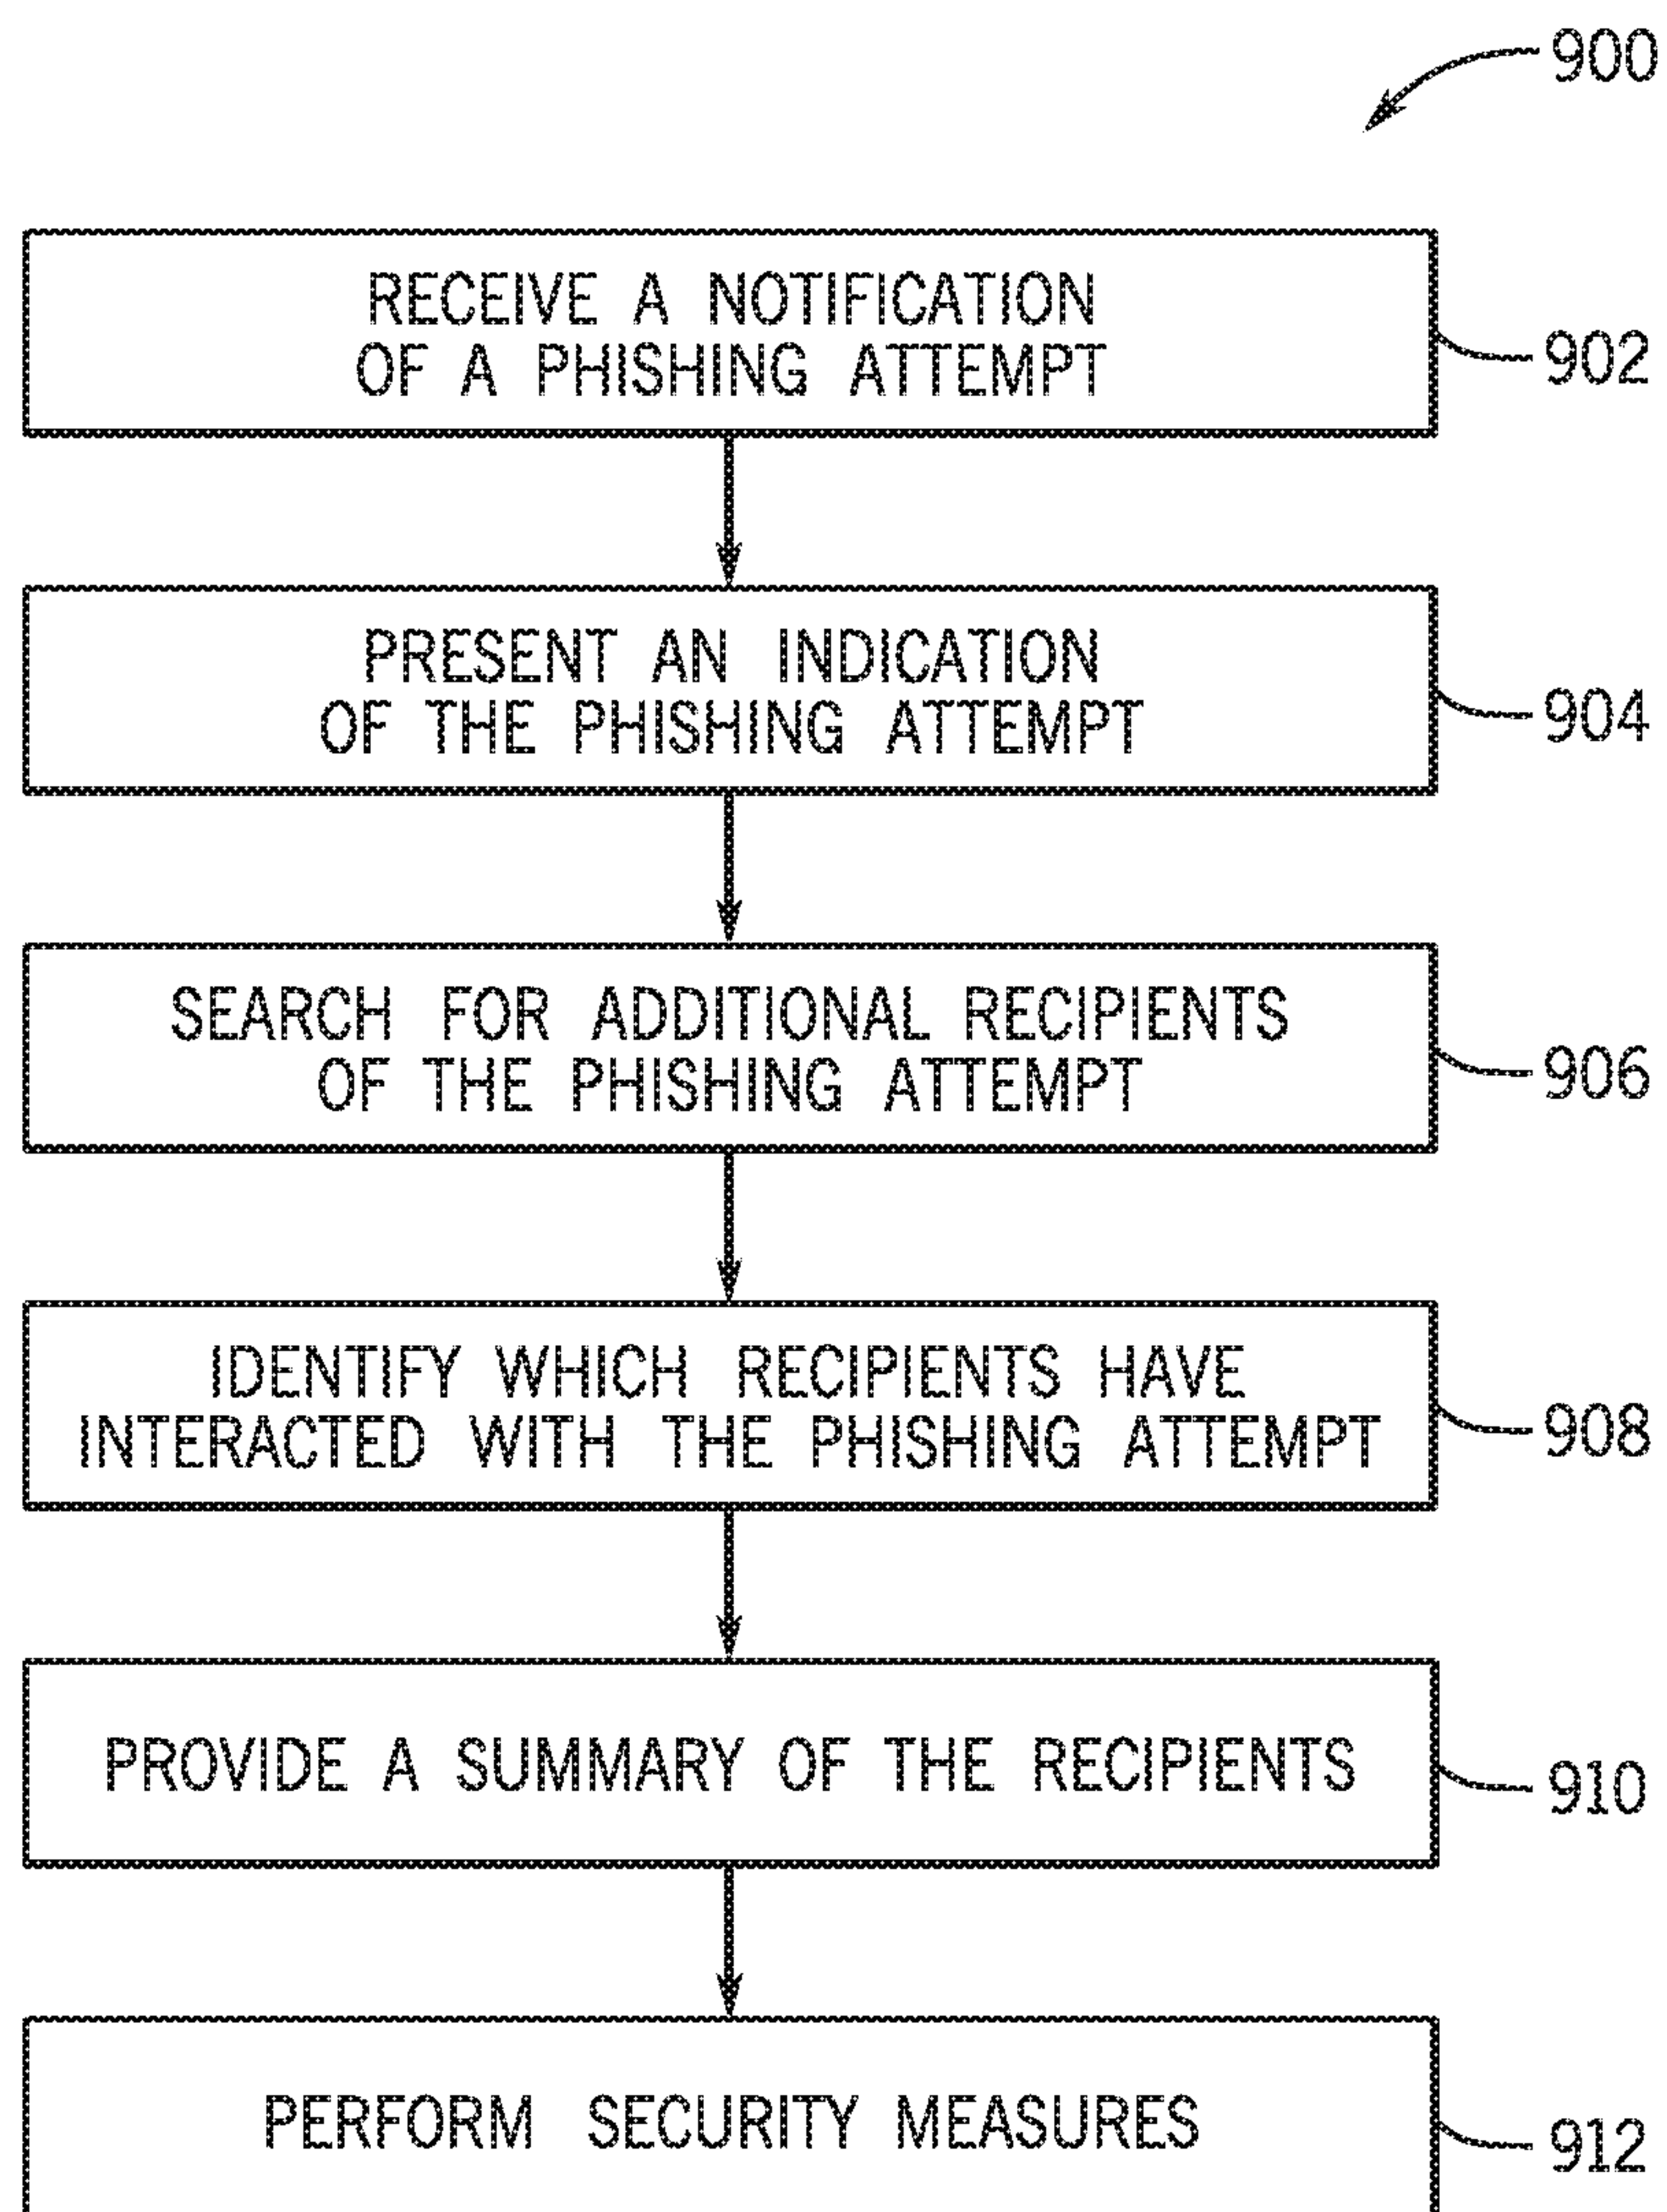 900
RECEIVE A NOTIFICATION
OF A PHISHING ATTEMPT
902
PRESENT AN INDICATION
OF THE PHISHING ATTEMPT
904
SEARCH FOR ADDITIONAL RECIPIENTS
OF THE PHISHING ATTEMPT
906
IDENTIFY WHICH RECIPIENTS HAVE
INTERACTED WITH THE PHISHING ATTEMPT
908
PROVIDE A SUMMARY OF THE RECIPIENTS
910
PERFORM SECURITY MEASURES
912